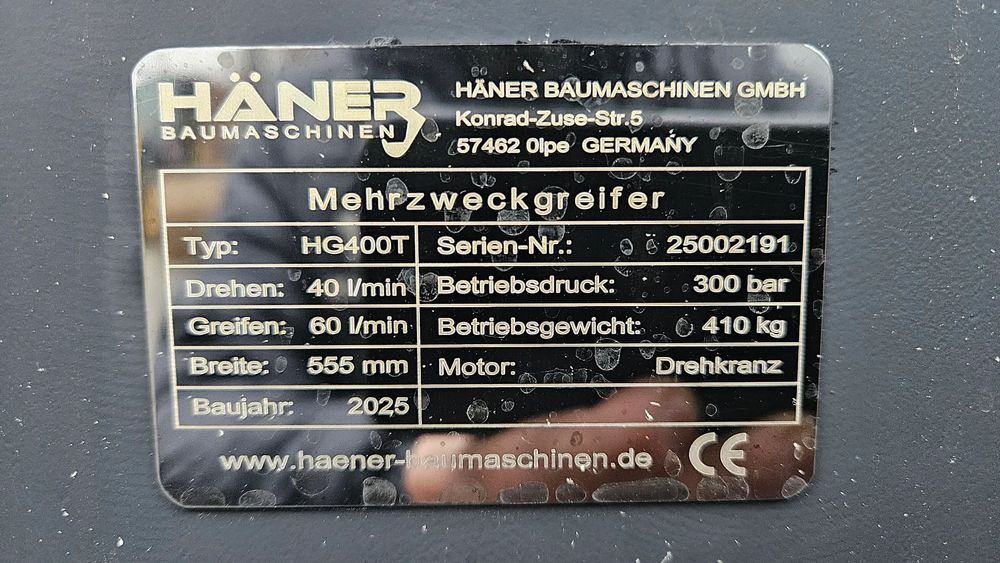 HÄNER
BAUMASCHINEN
HÄNER BAUMASCHINEN GMBH
Konrad-Zuse-Str.5
57462 Olpe GERMANY
Mehrzweckgreifer
Typ: HG400T Serien-Nr.: 25002191
Drehen: 40 l/min Betriebsdruck: 300 bar
Greifen: 60 l/min Betriebsgewicht: 410 kg
Breite: 555 mm Motor: Drehkranz
Baujahr: 2025
www.haener-baumaschinen.de CE